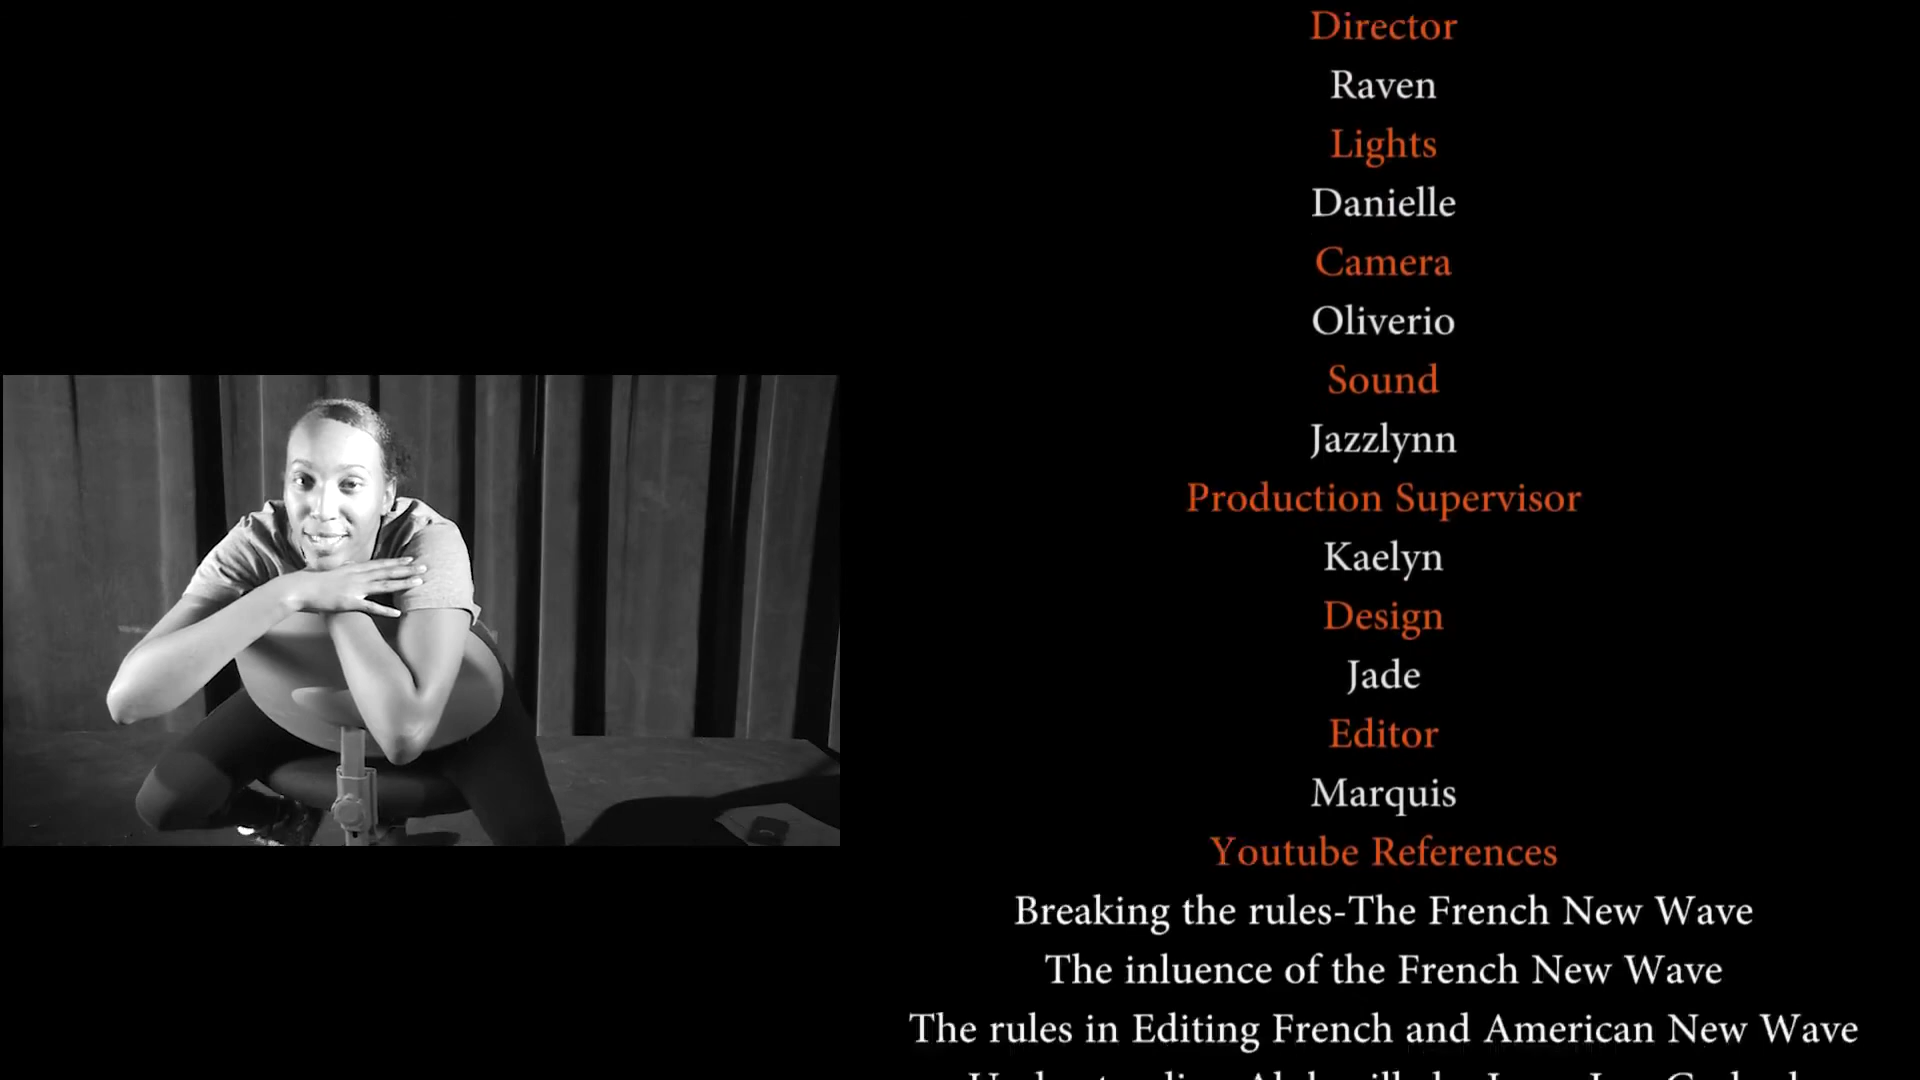 Director
Raven
Lights
Danielle
Camera
Oliverio
Sound
Jazzlynn
Production Supervisor
Kaelyn
Design
Jade
Editor
Marquis
Youtube References
Breaking the rules-The French New Wave
The inluence of the French New Wave
The rules in Editing French and American New Wave